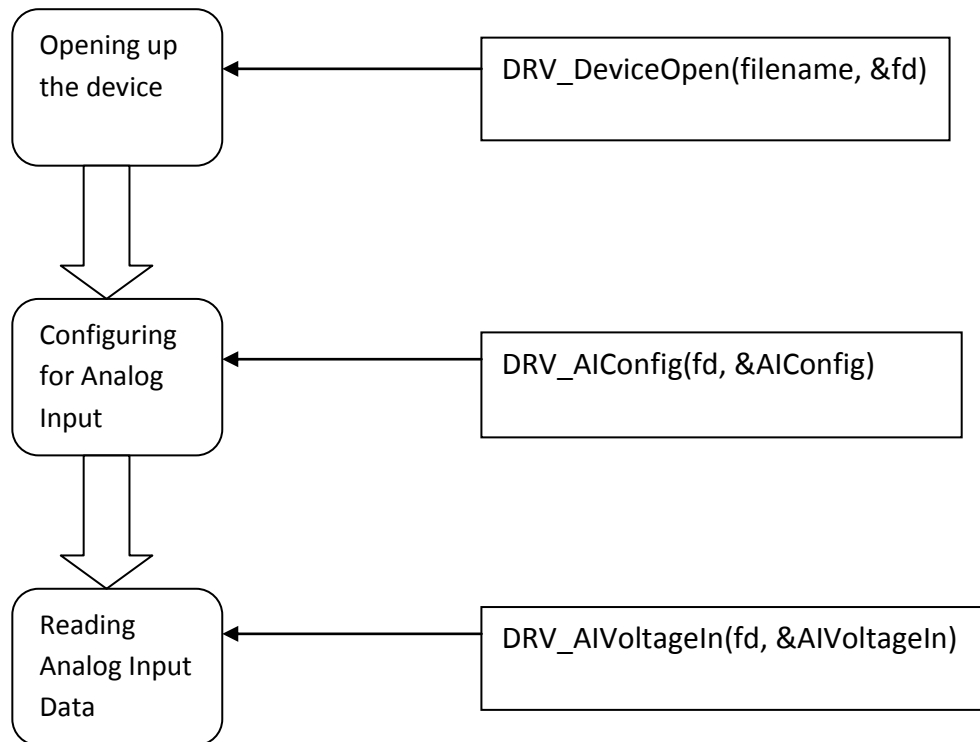 Opening up
the device
DRV_DeviceOpen(filename, &fd)
Configuring
for Analog
Input
DRV_AIConfig(fd, &AIConfig)
Reading
Analog Input
Data
DRV_AIVoltageIn(fd, &AIVoltageIn)